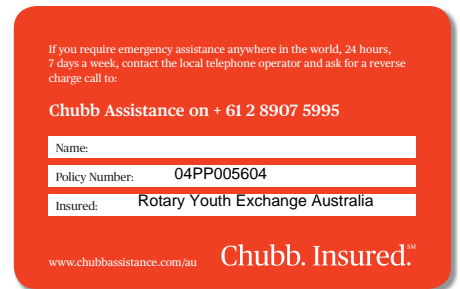 If you require emergency assistance anywhere in the world, 24 hours,
7 days a week, contact the local telephone operator and ask for a reverse
charge call to:
Chubb Assistance on + 61 2 8907 5995
Name:
Policy Number: 04PP005604
Insured: Rotary Youth Exchange Australia
www.chubbassistance.com/au Chubb. Insured.℠